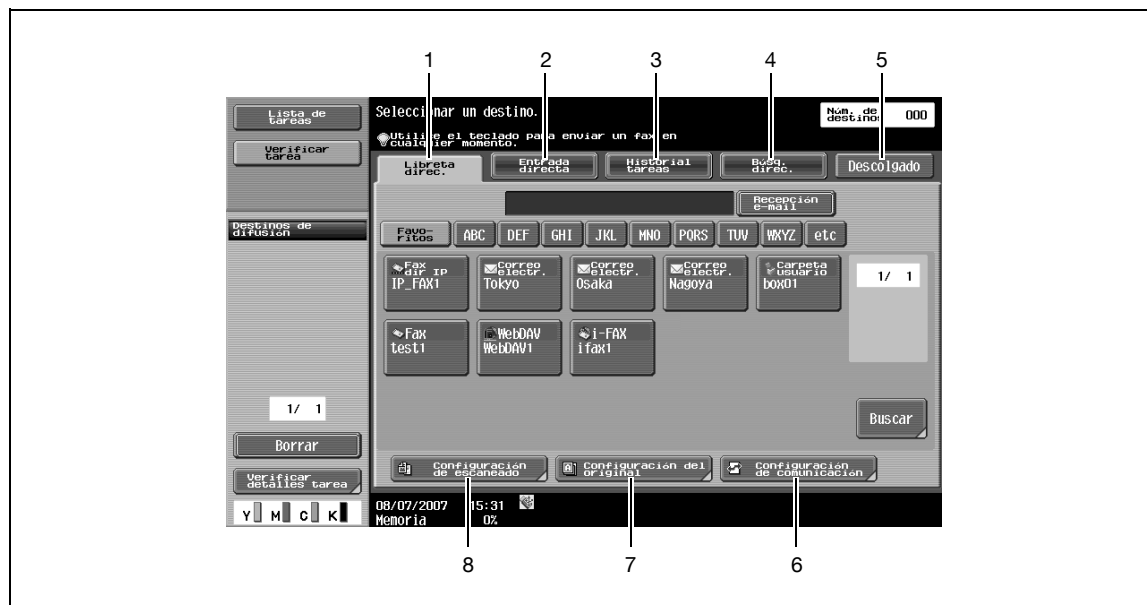 1 2 3 4 5
Lista de
tareas
Verificar
tarea
Destinos de
difusión
1/ 1
Borrar
Verificar
detalles tarea
Y M C K
Seleccionar un destino.
Núm. de
destinos 000
Utilice el teclado para enviar un fax en
cualquier momento.
Libreta
direc.
Entrada
directa
Historial
tareas
Búsq.
direc.
Descolgado
Recepción
e-mail
Favo-
ritos ABC DEF GHI JKL MNO PQRS TUV WXYZ etc
Fax
dir IP
IP_FAX1
Correo
electr.
Tokyo
Correo
electr.
Osaka
Correo
electr.
Nagoya
Carpeta
usuario
box01
1/ 1
Fax
test1
WebDAV
WebDAV1
i-FAX
ifax1
Buscar
Configuración
de escaneado
Configuración del
original
Configuración
de comunicación
08/07/2007 15:31
Memoria 0%
8 7 6